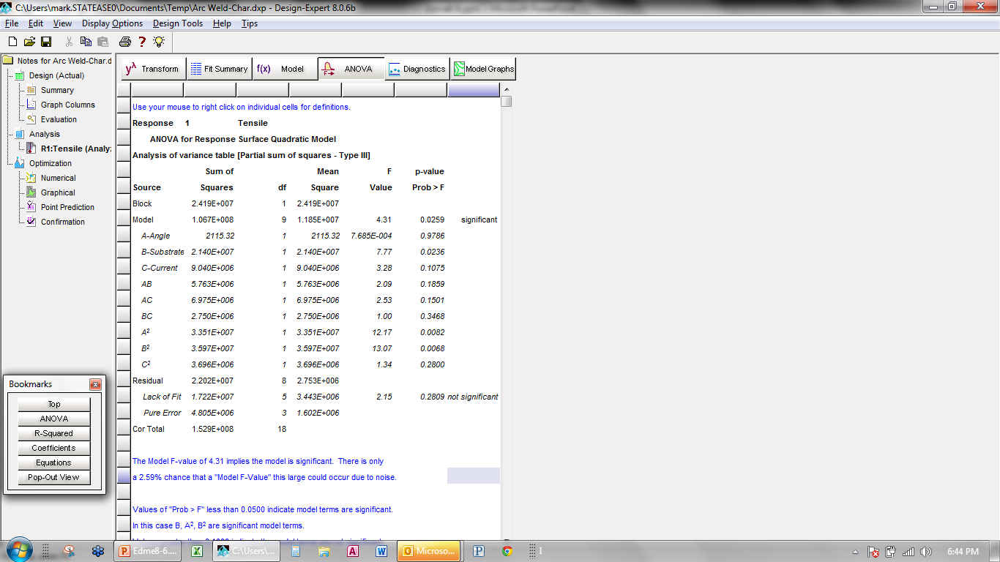 C:\Users\mark.STATEASE0\Documents\Temp\Arc Weld-Char.dxp - Design-Expert 8.0.6b
File Edit View Display Options Design Tools Help Tips
Notes for Arc Weld-Char.d
Design (Actual)
Summary
Graph Columns
Evaluation
Analysis
R1:Tensile (Analy
Optimization
Numerical
Graphical
Point Prediction
Confirmation
Bookmarks
Top
ANOVA
R-Squared
Coefficients
Equations
Pop-Out View
yλ Transform Fit Summary f(x) Model ANOVA Diagnostics Model Graphs
Use your mouse to right click on individual cells for definitions.
Response 1 Tensile
ANOVA for Response Surface Quadratic Model
Analysis of variance table [Partial sum of squares - Type III]
Sum of Mean F p-value
Source Squares df Square Value Prob > F
Block 2.419E+007 1 2.419E+007
Model 1.067E+008 9 1.185E+007 4.31 0.0259 significant
A-Angle 2115.32 1 2115.32 7.685E-004 0.9786
B-Substrate 2.140E+007 1 2.140E+007 7.77 0.0236
C-Current 9.040E+006 1 9.040E+006 3.28 0.1075
AB 5.763E+006 1 5.763E+006 2.09 0.1859
AC 6.975E+006 1 6.975E+006 2.53 0.1501
BC 2.750E+006 1 2.750E+006 1.00 0.3468
A² 3.351E+007 1 3.351E+007 12.17 0.0082
B² 3.597E+007 1 3.597E+007 13.07 0.0068
C² 3.696E+006 1 3.696E+006 1.34 0.2800
Residual 2.202E+007 8 2.753E+006
Lack of Fit 1.722E+007 5 3.443E+006 2.15 0.2809 not significant
Pure Error 4.805E+006 3 1.602E+006
Cor Total 1.529E+008 18
The Model F-value of 4.31 implies the model is significant. There is only
a 2.59% chance that a "Model F-Value" this large could occur due to noise.
Values of "Prob > F" less than 0.0500 indicate model terms are significant.
In this case B, A², B² are significant model terms.
Edme8-6.... C:\Users\... Microso... 6:44 PM